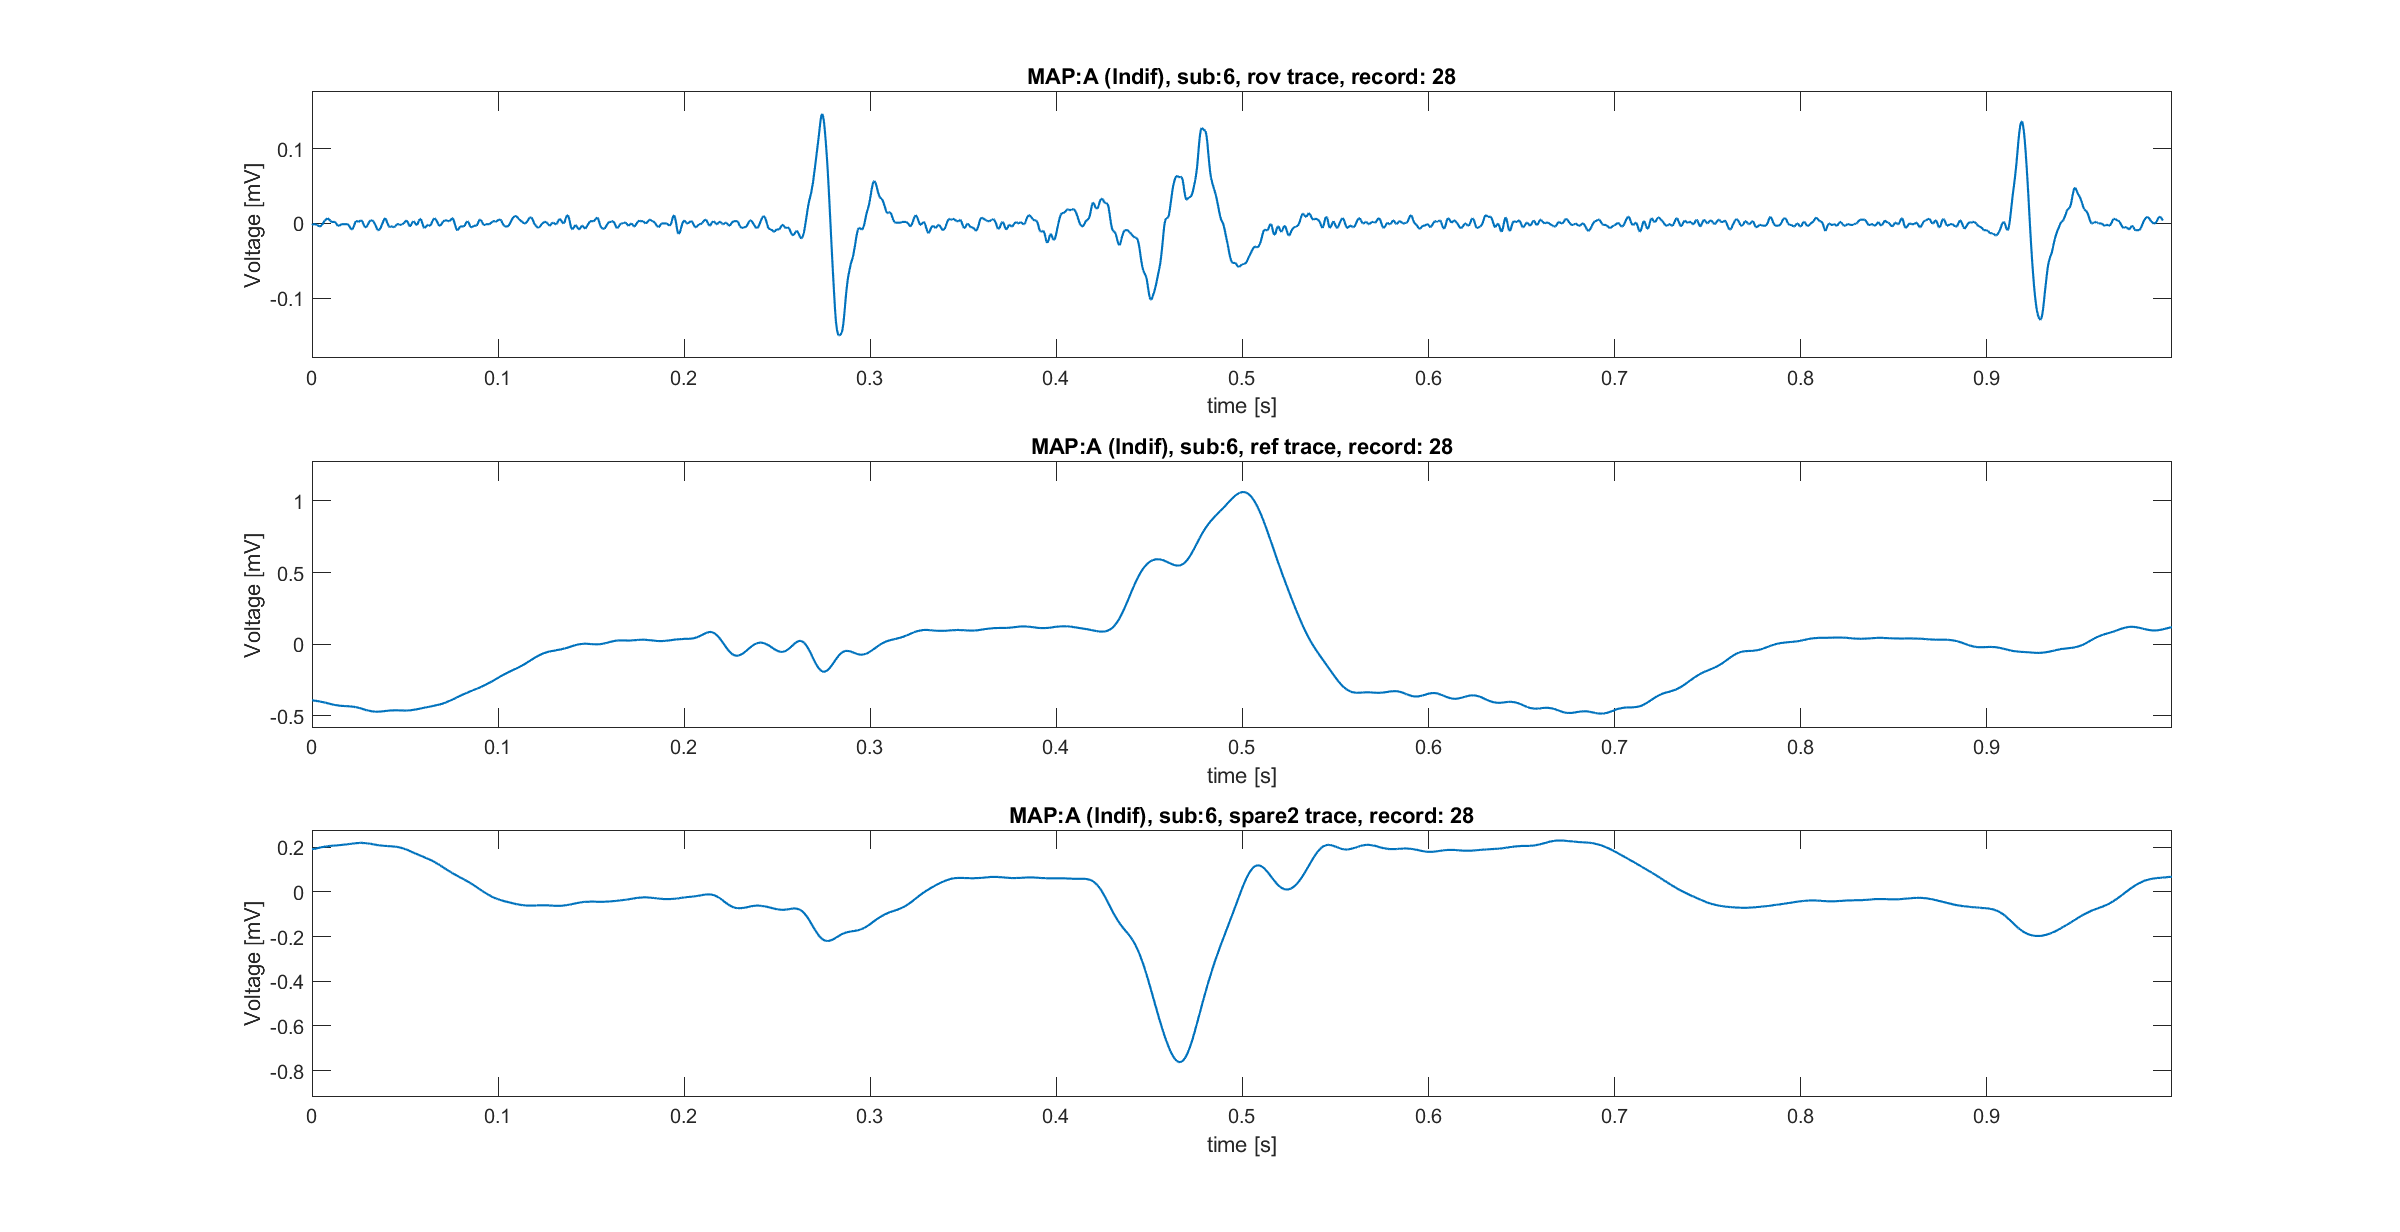 MAP:A (Indif), sub:6, rov trace, record: 28
Voltage [mV]
0.1
0
-0.1
0 0.1 0.2 0.3 0.4 0.5 0.6 0.7 0.8 0.9
time [s]
MAP:A (Indif), sub:6, ref trace, record: 28
Voltage [mV]
1
0.5
0
-0.5
0 0.1 0.2 0.3 0.4 0.5 0.6 0.7 0.8 0.9
time [s]
MAP:A (Indif), sub:6, spare2 trace, record: 28
Voltage [mV]
0.2
0
-0.2
-0.4
-0.6
-0.8
0 0.1 0.2 0.3 0.4 0.5 0.6 0.7 0.8 0.9
time [s]